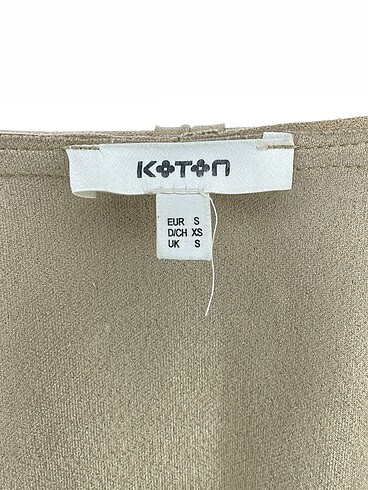 KOTON
EUR S
D/CH XS
UK S